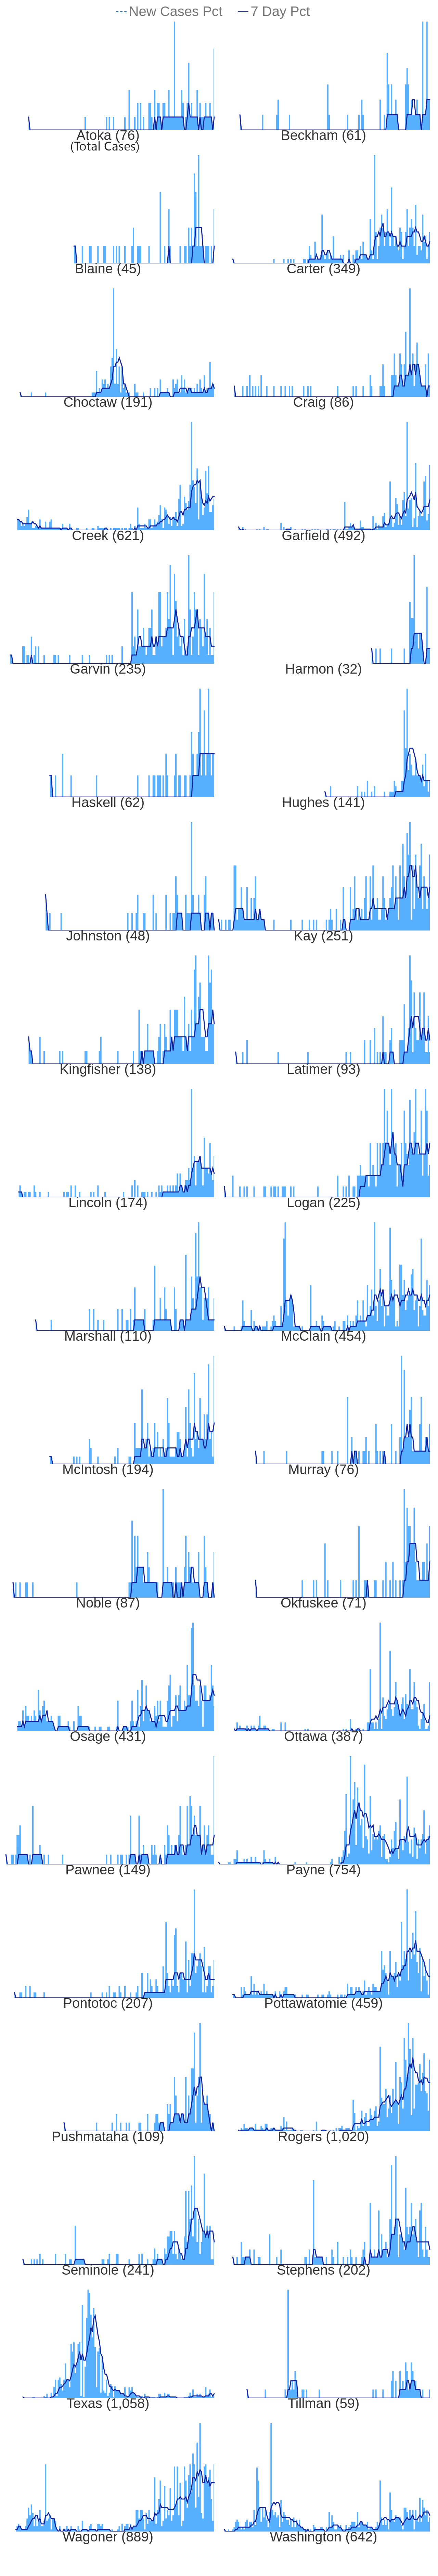 New Cases Pct 7 Day Pct
Atoka (76) Beckham (61)
(Total Cases)
Blaine (45) Carter (349)
Choctaw (191) Craig (86)
Creek (621) Garfield (492)
Garvin (235) Harmon (32)
Haskell (62) Hughes (141)
Johnston (48) Kay (251)
Kingfisher (138) Latimer (93)
Lincoln (174) Logan (225)
Marshall (110) McClain (454)
McIntosh (194) Murray (76)
Noble (87) Okfuskee (71)
Osage (431) Ottawa (387)
Pawnee (149) Payne (754)
Pontotoc (207) Pottawatomie (459)
Pushmataha (109) Rogers (1,020)
Seminole (241) Stephens (202)
Texas (1,058) Tillman (59)
Wagoner (889) Washington (642)